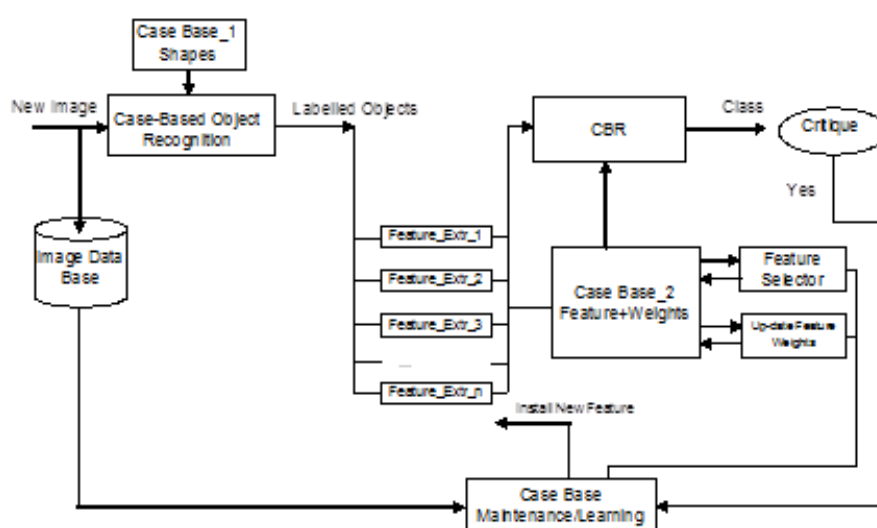 Case Base_1
Shapes
New Image
Case-Based Object
Recognition
Labelled Objects
CBR
Class
Critique
Yes
Image Data
Base
Feature_Extr_1
Feature_Extr_2
Feature_Extr_3
...
Feature_Extr_n
Case Base_2
Feature+Weights
Feature
Selector
Up-date Feature
Weights
Install New Feature
Case Base
Maintenance/Learning